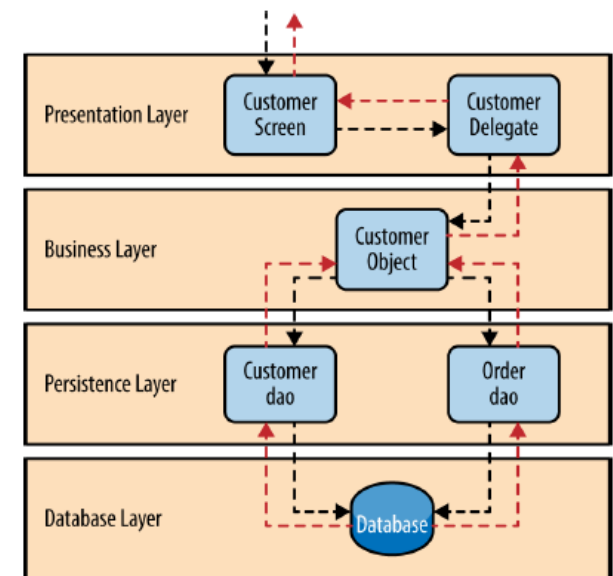 Presentation Layer
Customer
Screen
Customer
Delegate
Business Layer
Customer
Object
Persistence Layer
Customer
dao
Order
dao
Database Layer
Database